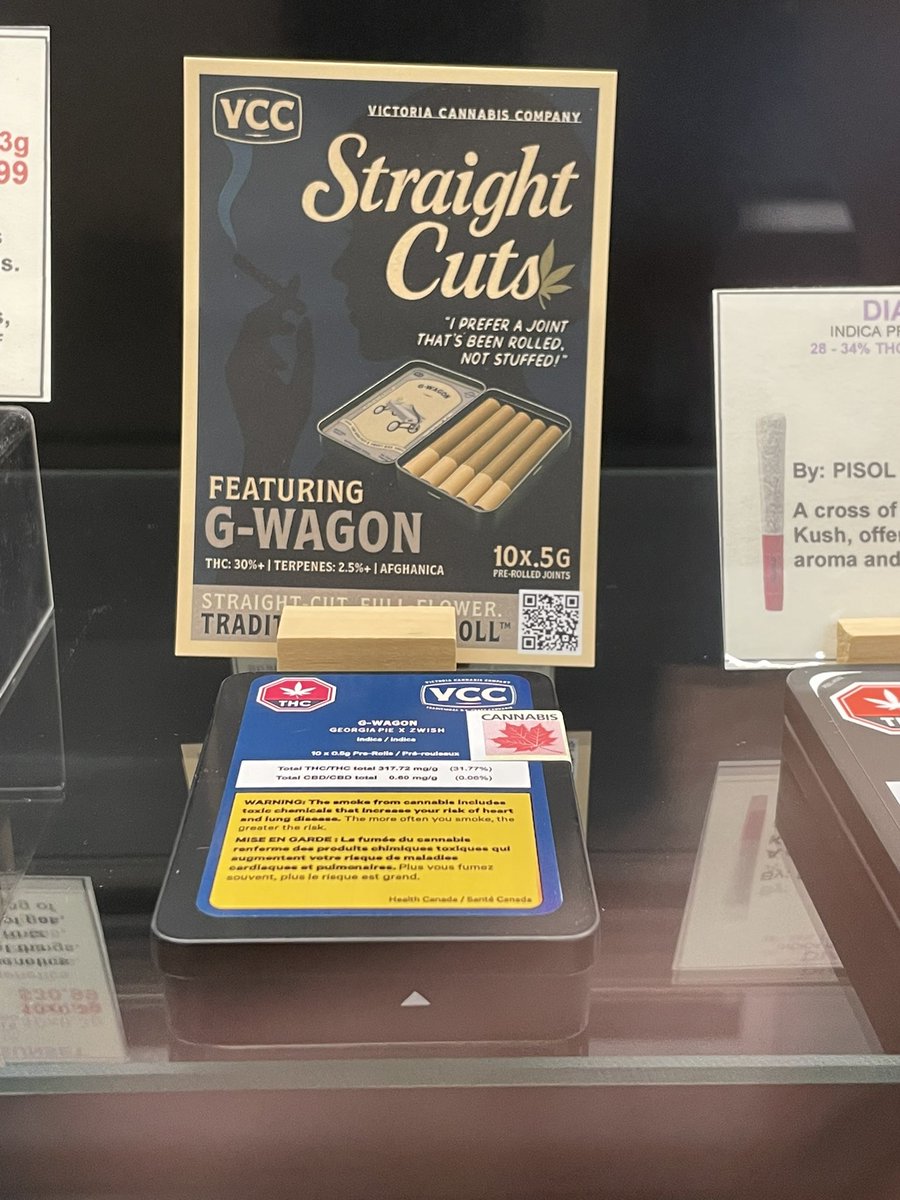 3g
99
s.
VCC
VICTORIA CANNABIS COMPANY
Straight
Cuts
"I PREFER A JOINT
THAT'S BEEN ROLLED,
NOT STUFFED!"
G-WAGON
FEATURING
G-WAGON
THC: 30%+ | TERPENES: 2.5%+ | AFGHANICA
10x.5G
PRE-ROLLED JOINTS
STRAIGHT-CUT. FULL FLOWER.
TRADIT OLL™
DIA
INDICA PR
28 - 34% THC
By: PISOL
A cross of
Kush, offe
aroma and
THC
VICTORIA CANNABIS COMPANY
VCC
G-WAGON
GEORGIA PIE X ZWISH
Indica / Indica
10 x 0.5g Pre-Rolls / Pré-rouleaux
CANNABIS
Total THC/THC total 317.72 mg/g (31.77%)
Total CBD/CBD total 0.60 mg/g (0.06%)
WARNING: The smoke from cannabis includes
toxic chemicals that increase your risk of heart
and lung disease. The more often you smoke, the
greater the risk.
MISE EN GARDE : La fumée du cannabis
renferme des produits chimiques toxiques qui
augmentent votre risque de maladies
cardiaques et pulmonaires. Plus vous fumez
souvent, plus le risque est grand.
Health Canada / Santé Canada
THC